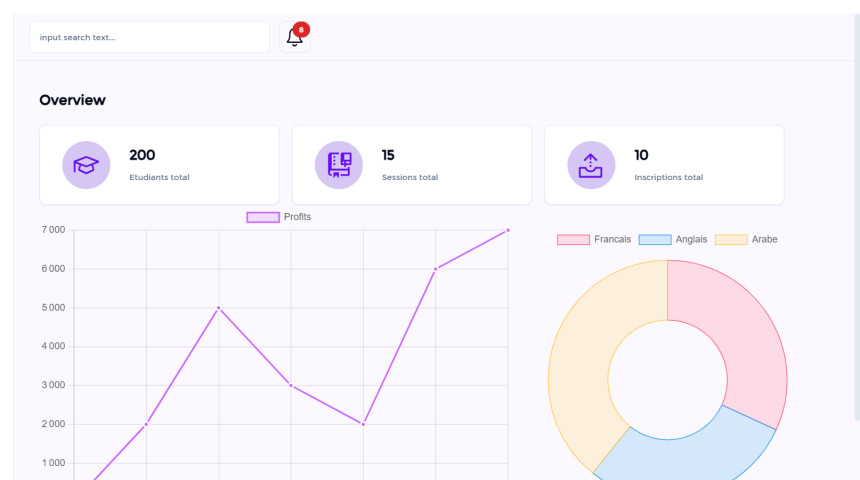 input search text...
8
Overview
200
Etudiants total
15
Sessions total
10
Inscriptions total
Profits
7 000
6 000
5 000
4 000
3 000
2 000
1 000
Francais Anglais Arabe